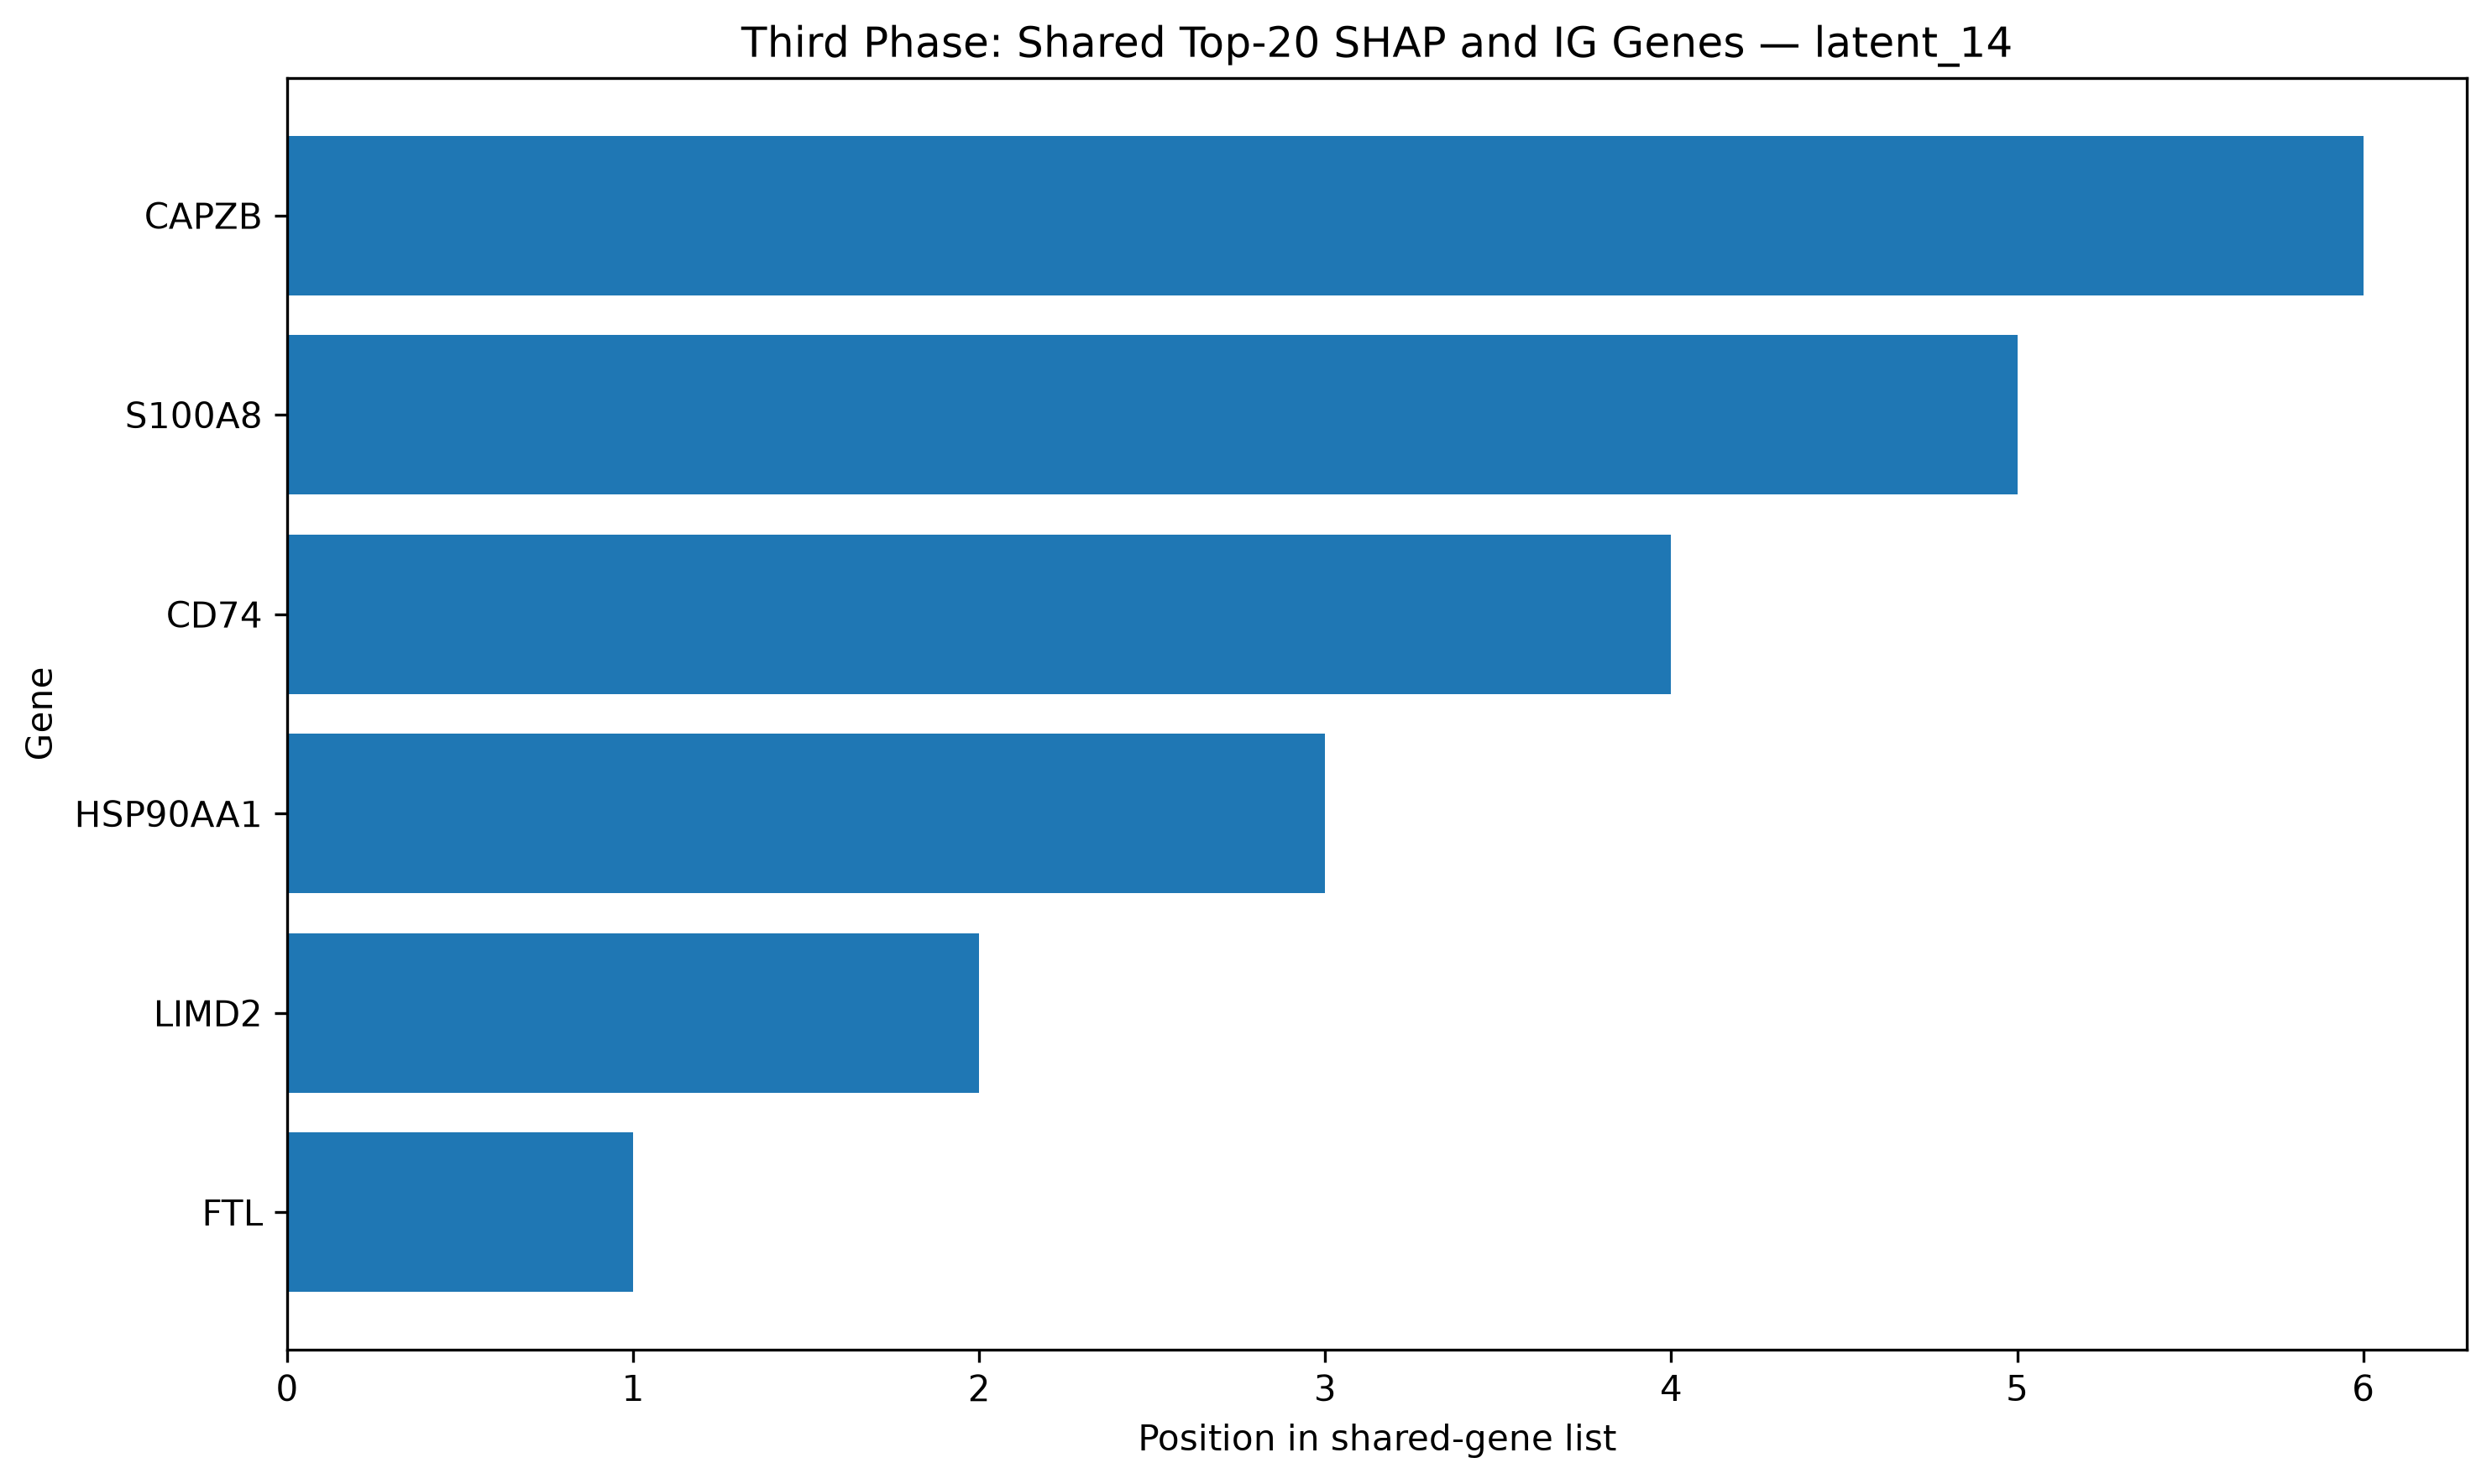 Third Phase: Shared Top-20 SHAP and IG Genes — latent_14
CAPZB
S100A8
CD74
HSP90AA1
LIMD2
FTL
Gene
0 1 2 3 4 5 6
Position in shared-gene list